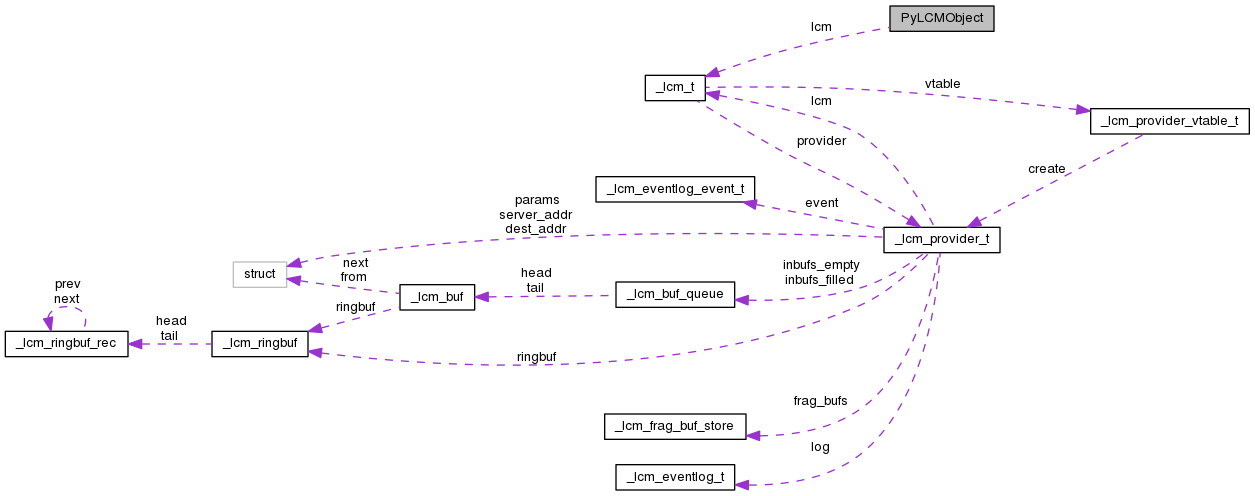 PyLCMObject
lcm
_lcm_t
vtable
lcm
_lcm_provider_vtable_t
provider
create
_lcm_eventlog_event_t
event
params
server_addr
dest_addr
_lcm_provider_t
struct
next
from
inbufs_empty
inbufs_filled
head
tail
_lcm_buf_queue
_lcm_buf
prev
next
ringbuf
head
tail
_lcm_ringbuf_rec
_lcm_ringbuf
ringbuf
frag_bufs
_lcm_frag_buf_store
log
_lcm_eventlog_t